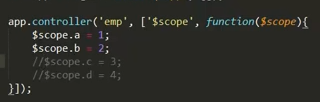 app.controller('emp', ['$scope', function($scope){
$scope.a = 1;
$scope.b = 2;
//$scope.c = 3;
//$scope.d = 4;
}]);